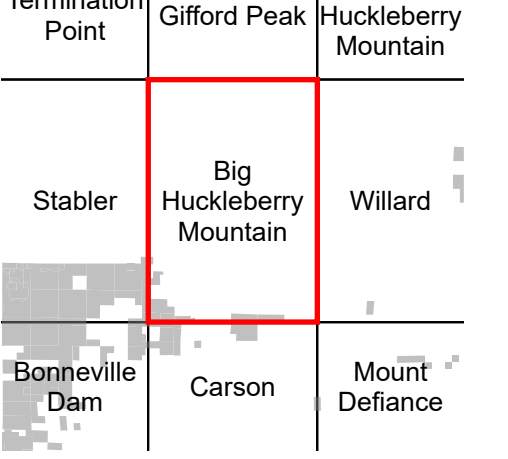 Termination
Point
Gifford Peak
Huckleberry
Mountain
Stabler
Big
Huckleberry
Mountain
Willard
Bonneville
Dam
Carson
Mount
Defiance